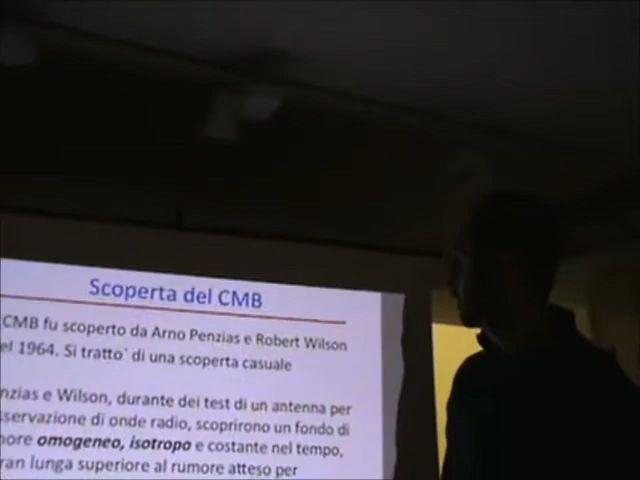 Scoperta del CMB
CMB fu scoperto da Arno Penzias e Robert Wilson
el 1964. Si tratto` di una scoperta casuale
nzias e Wilson, durante dei test di un antenna per
sservazione di onde radio, scoprirono un fondo di
more omogeneo, isotropo e costante nel tempo,
ran lunga superiore al rumore atteso per